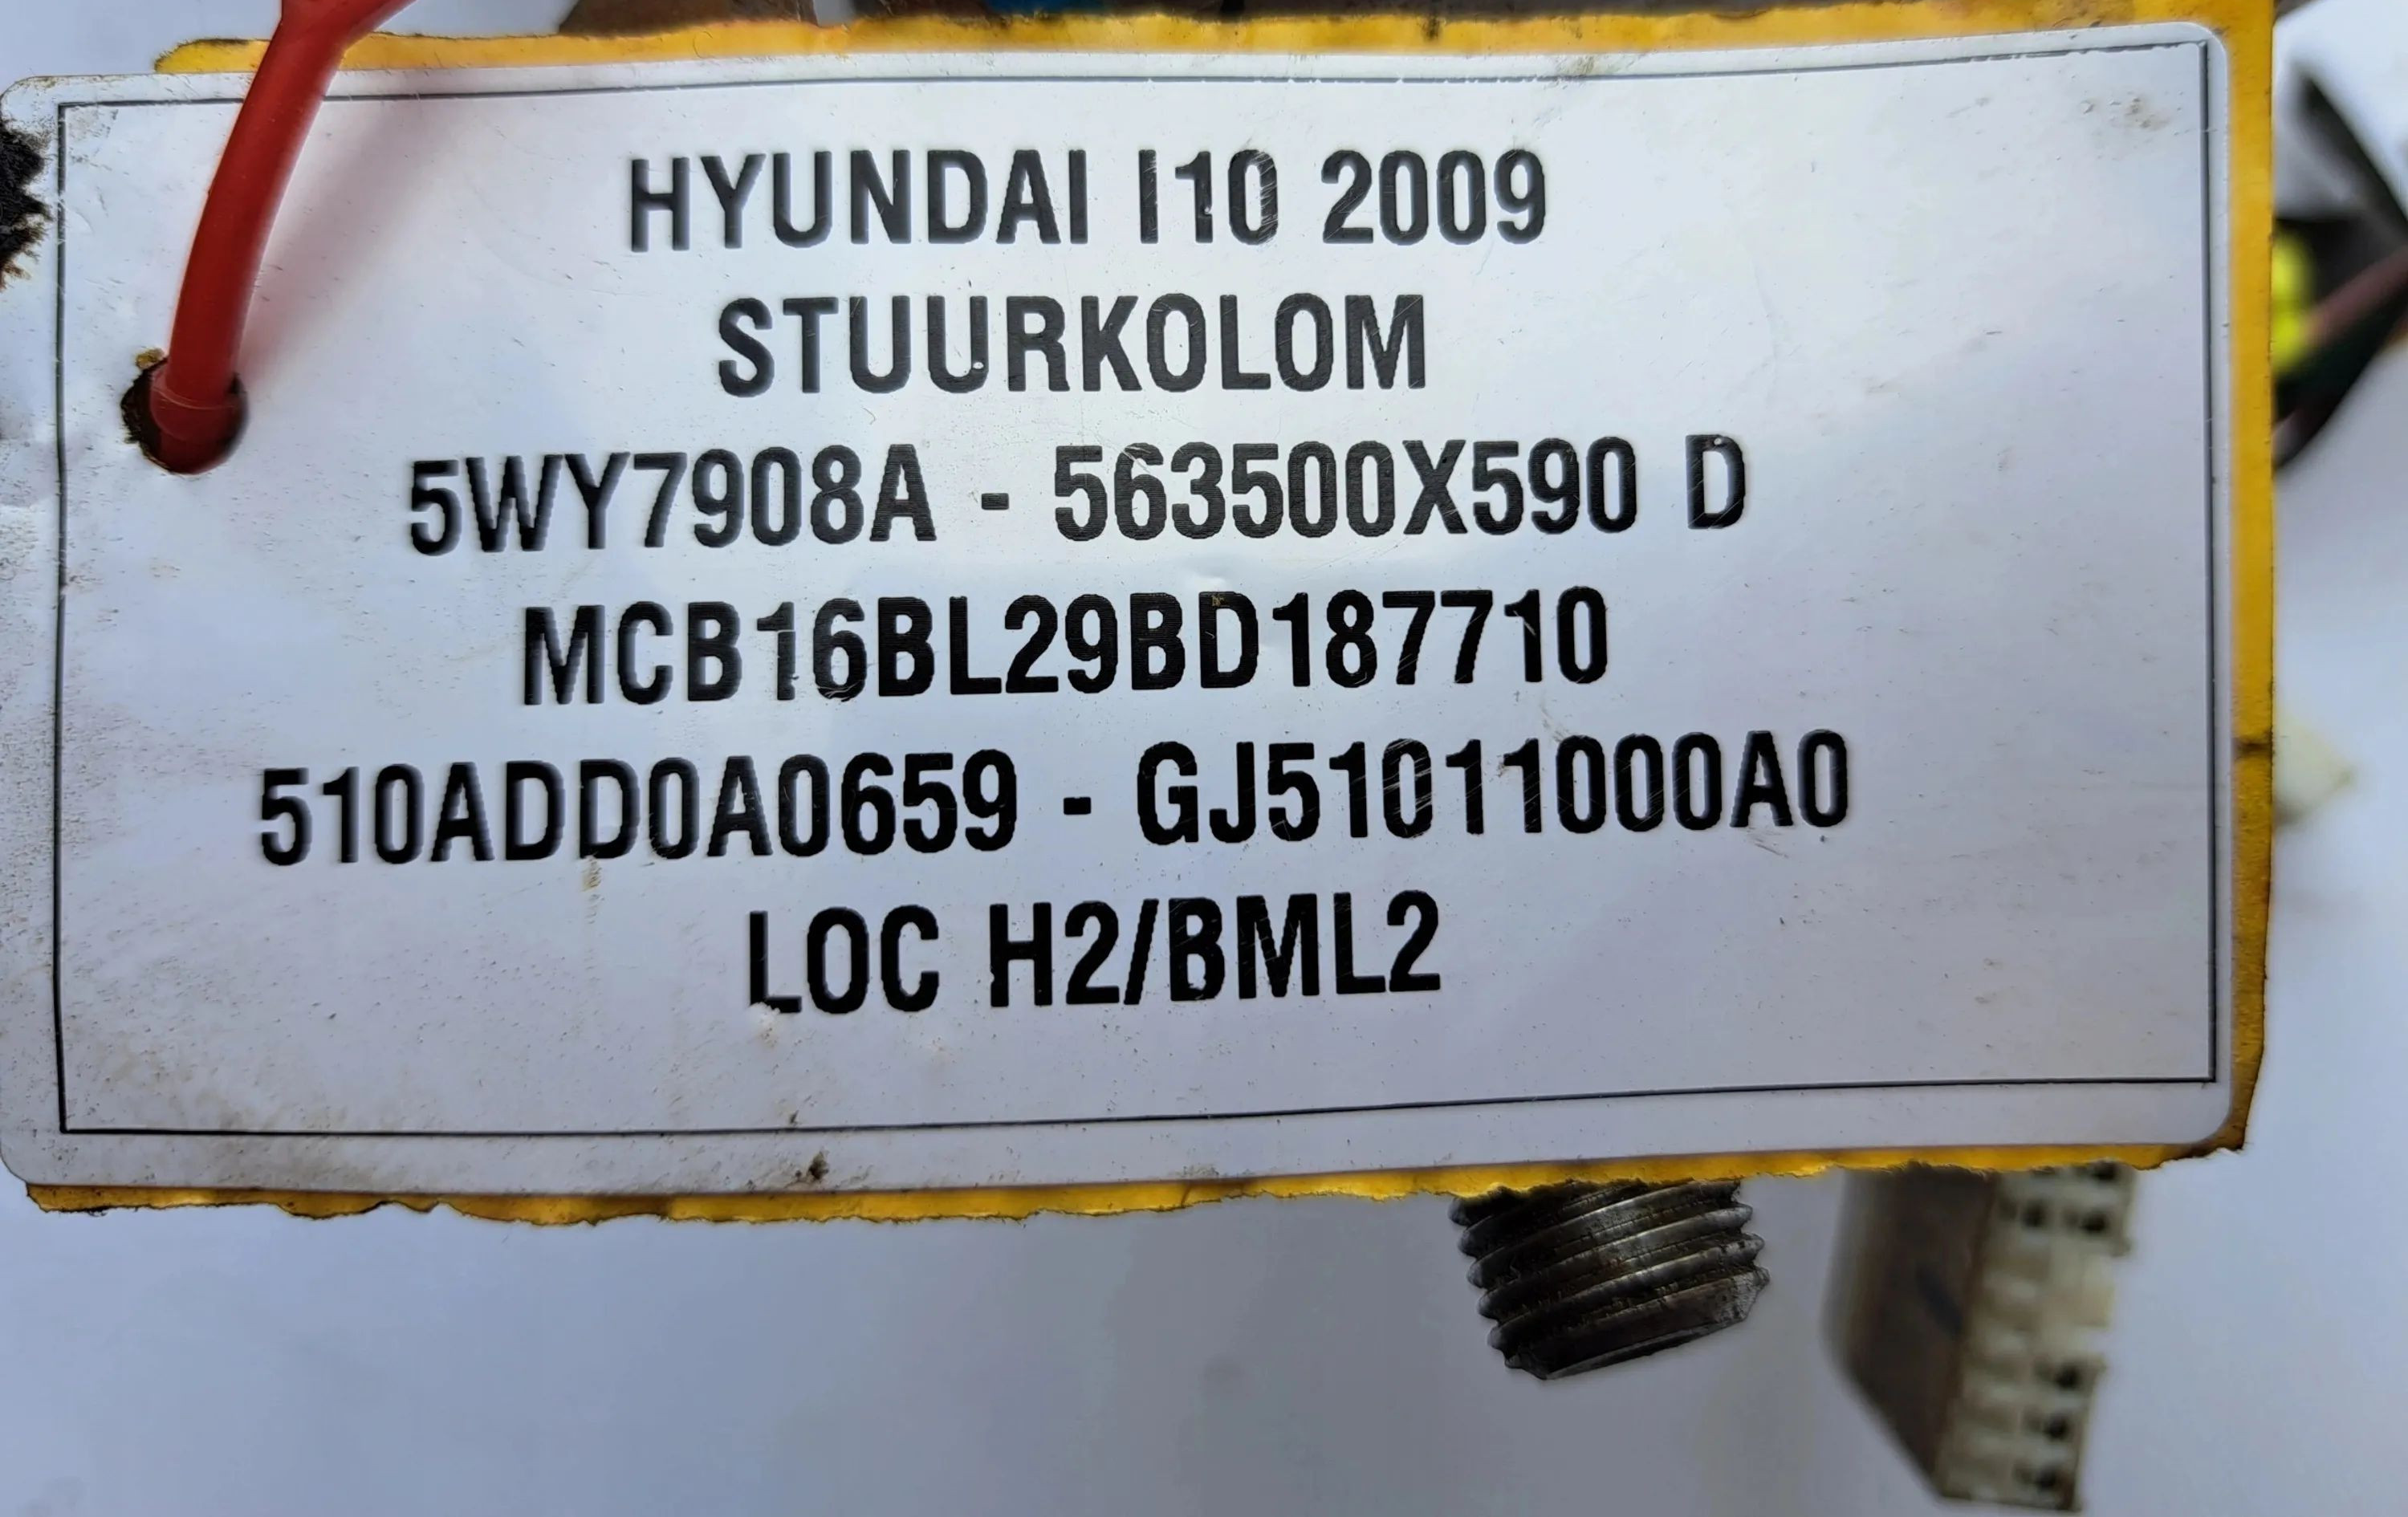 HYUNDAI I10 2009
STUURKOLOM
5WY7908A - 563500X590 D
MCB16BL29BD187710
510ADD0A0659 - GJ51011000A0
LOC H2/BML2